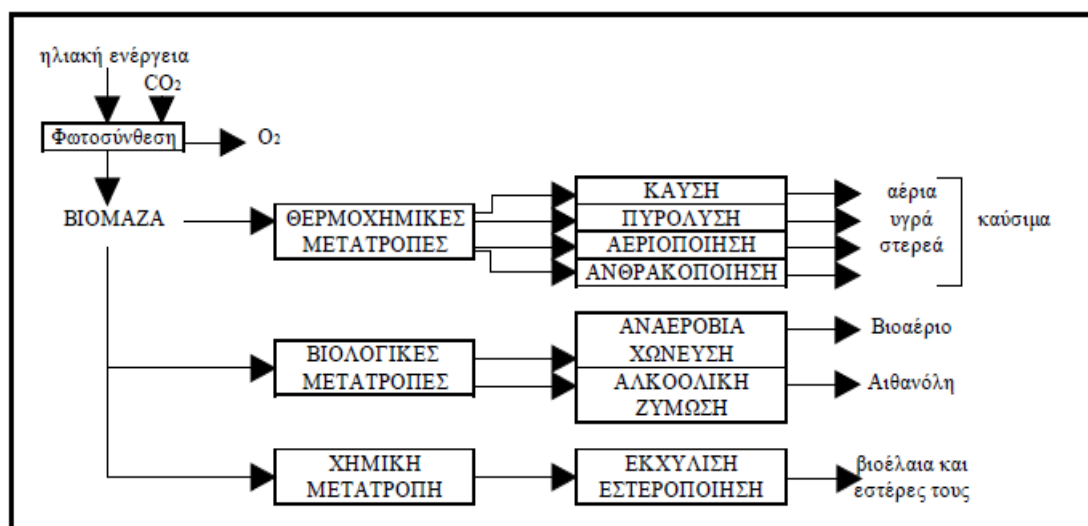 ηλιακή ενέργεια
CO2
Φωτοσύνθεση
O2
ΒΙΟΜΑΖΑ
ΘΕΡΜΟΧΗΜΙΚΕΣ
ΜΕΤΑΤΡΟΠΕΣ
ΚΑΥΣΗ
ΠΥΡΟΛΥΣΗ
ΑΕΡΙΟΠΟΙΗΣΗ
ΑΝΘΡΑΚΟΠΟΙΗΣΗ
αέρια
υγρά
στερεά
καύσιμα
ΒΙΟΛΟΓΙΚΕΣ
ΜΕΤΑΤΡΟΠΕΣ
ΑΝΑΕΡΟΒΙΑ
ΧΩΝΕΥΣΗ
ΑΛΚΟΟΛΙΚΗ
ΖΥΜΩΣΗ
Βιοαέριο
Αιθανόλη
ΧΗΜΙΚΗ
ΜΕΤΑΤΡΟΠΗ
ΕΚΧΥΛΙΣΗ
ΕΣΤΕΡΟΠΟΙΗΣΗ
βιοέλαια και
εστέρες τους